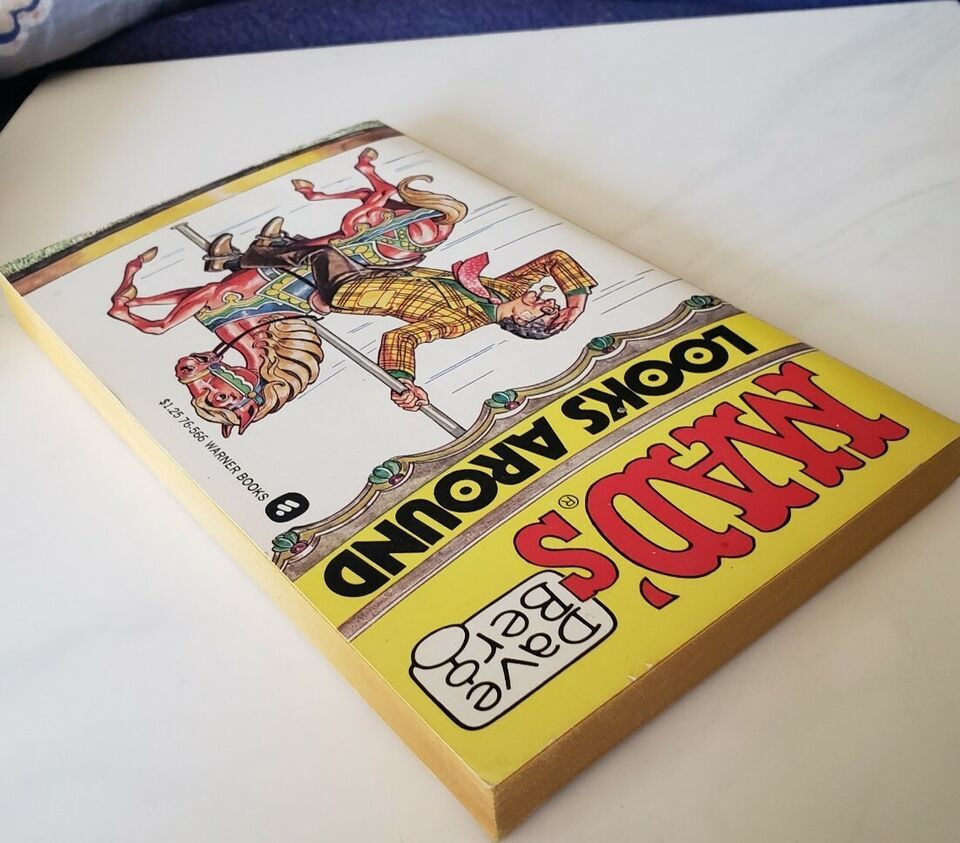 MAD'S®
Dave
Berg
LOOKS AROUND
$1.25 76-566 WARNER BOOKS